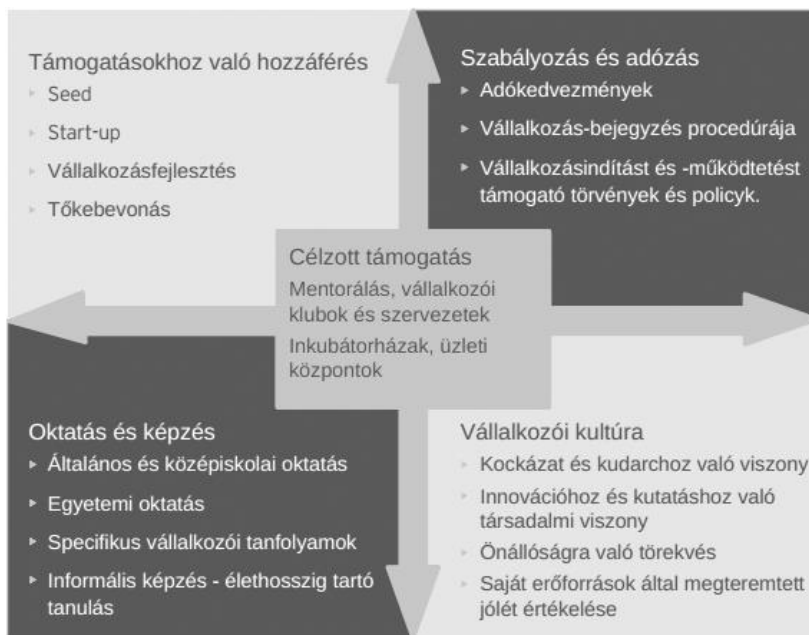 Támogatásokhoz való hozzáférés
▸ Seed
▸ Start-up
▸ Vállalkozásfejlesztés
▸ Tőkebevonás
Szabályozás és adózás
▸ Adókedvezmények
▸ Vállalkozás-bejegyzés procedúrája
▸ Vállalkozásindítást és -működtetést
támogató törvények és policyk.
Célzott támogatás
Mentorálás, vállalkozói
klubok és szervezetek
Inkubátorházak, üzleti
központok
Oktatás és képzés
▸ Általános és középiskolai oktatás
▸ Egyetemi oktatás
▸ Specifikus vállalkozói tanfolyamok
▸ Informális képzés - élethosszig tartó
tanulás
Vállalkozói kultúra
▸ Kockázat és kudarchoz való viszony
▸ Innovációhoz és kutatáshoz való
társadalmi viszony
▸ Önállóságra való törekvés
▸ Saját erőforrások által megteremtett
jólét értékelése